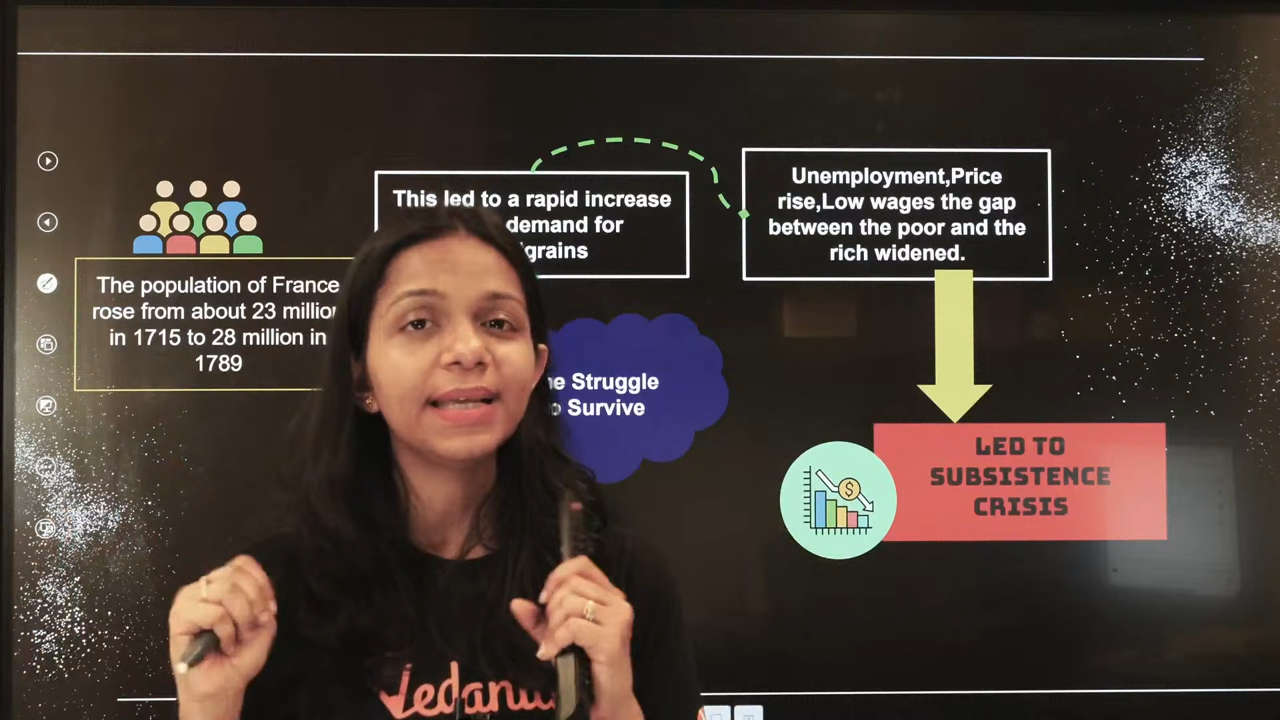 The population of France
rose from about 23 million
in 1715 to 28 million in
1789
This led to a rapid increase
demand for
Unemployment,Price
rise,Low wages the gap
between the poor and the
rich widened.
Struggle
Survive
LED TO
SUBSISTENCE
CRISIS
$